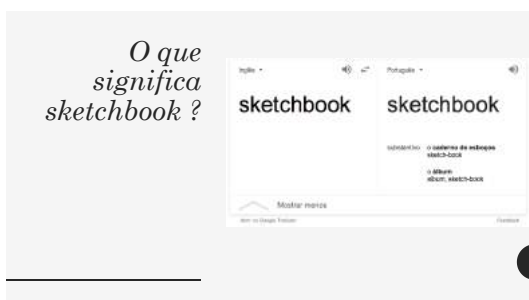 O que
significa
sketchbook ?
Inglês
Português
sketchbook
sketchbook
substantivo
o caderno de esboços
sketch-book
o álbum
album, sketch-book
Mostrar menos
Feedback